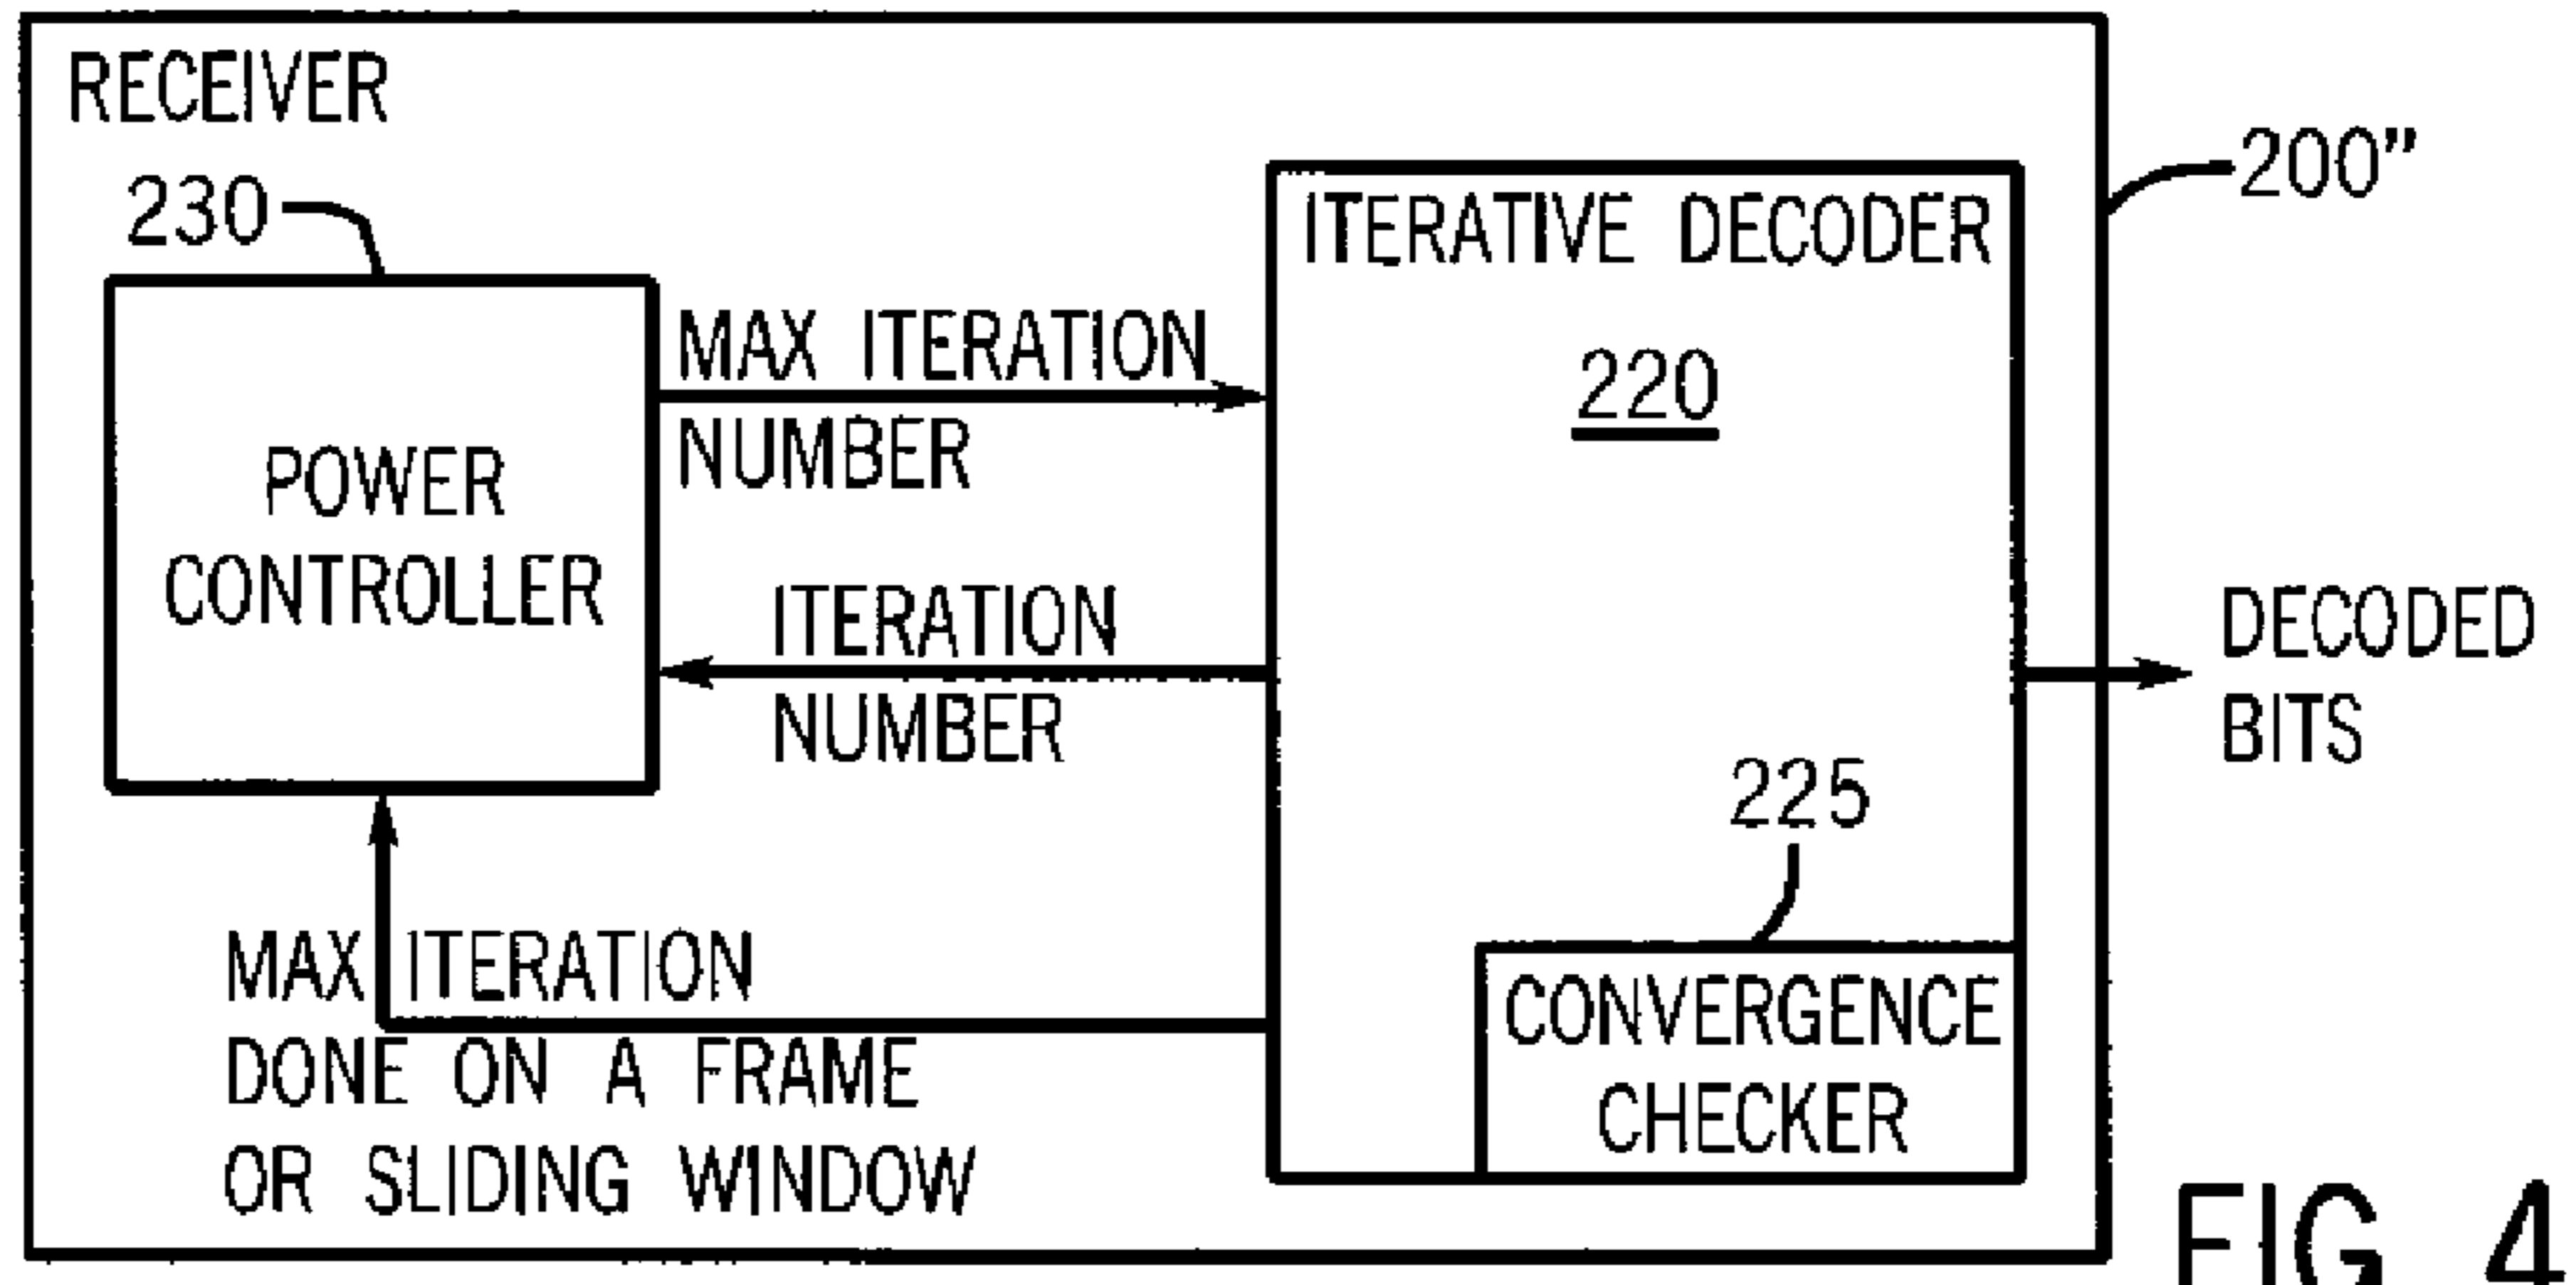 RECEIVER
230
200"
ITERATIVE DECODER
220
MAX ITERATION
NUMBER
POWER
CONTROLLER
ITERATION
NUMBER
DECODED
BITS
225
MAX ITERATION
DONE ON A FRAME
OR SLIDING WINDOW
CONVERGENCE
CHECKER
FIG. 4